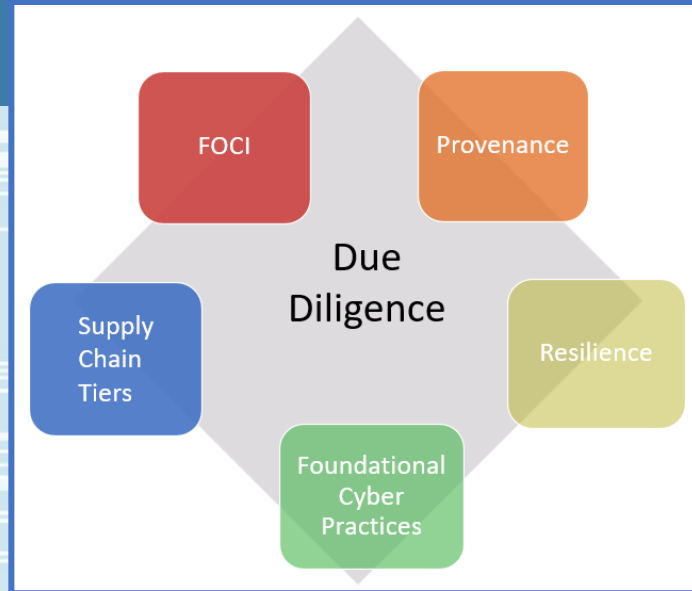 FOCI
Provenance
Due
Diligence
Supply
Chain
Tiers
Resilience
Foundational
Cyber
Practices